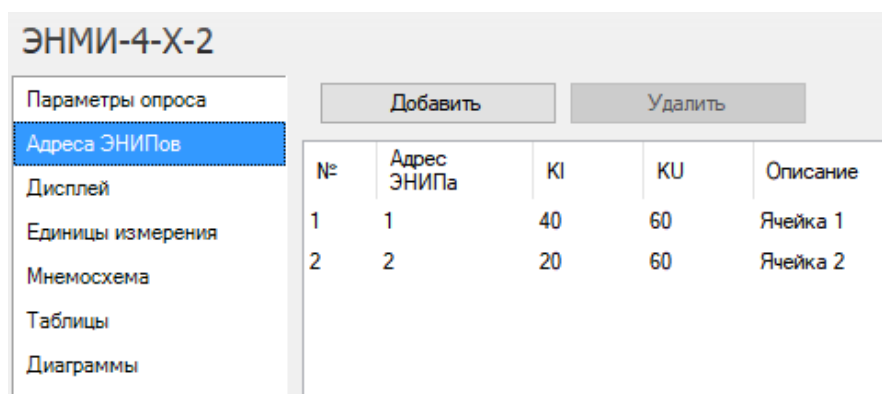 ЭНМИ-4-X-2
Параметры опроса
Адреса ЭНИПов
Дисплей
Единицы измерения
Мнемосхема
Таблицы
Диаграммы
Добавить Удалить
№ Адрес ЭНИПа KI KU Описание
1 1 40 60 Ячейка 1
2 2 20 60 Ячейка 2